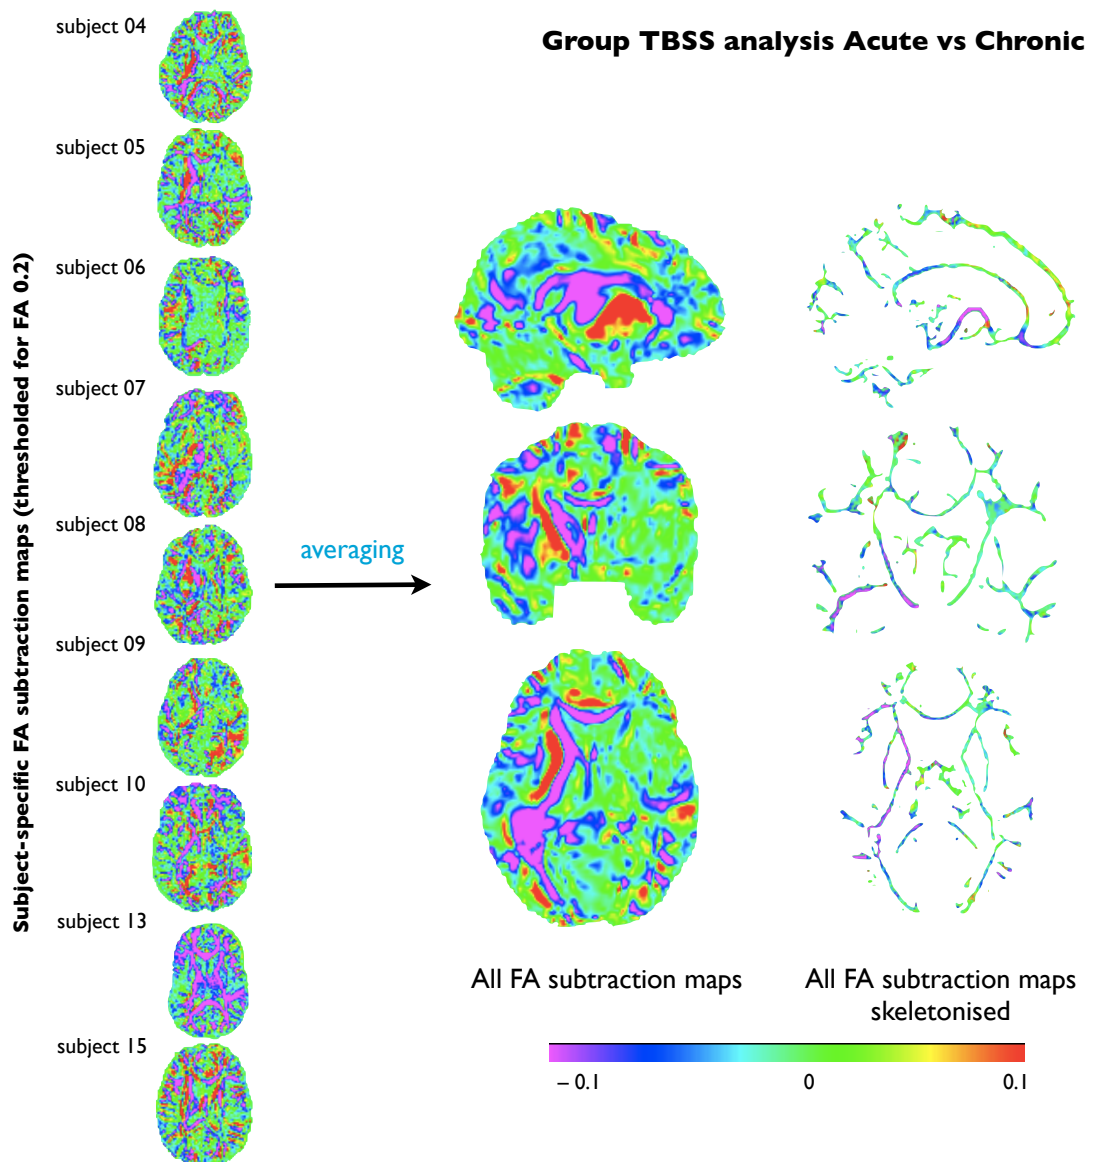 Group TBSS analysis Acute vs Chronic
Subject-specific FA subtraction maps (thresholded for FA 0.2)
subject 04
subject 05
subject 06
subject 07
subject 08
subject 09
subject 10
subject 13
subject 15
averaging
All FA subtraction maps
All FA subtraction maps
skeletonised
– 0.1
0
0.1